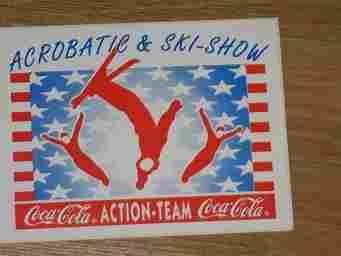 ACROBATIC & SKI-SHOW
Coca-Cola ACTION-TEAM Coca-Cola